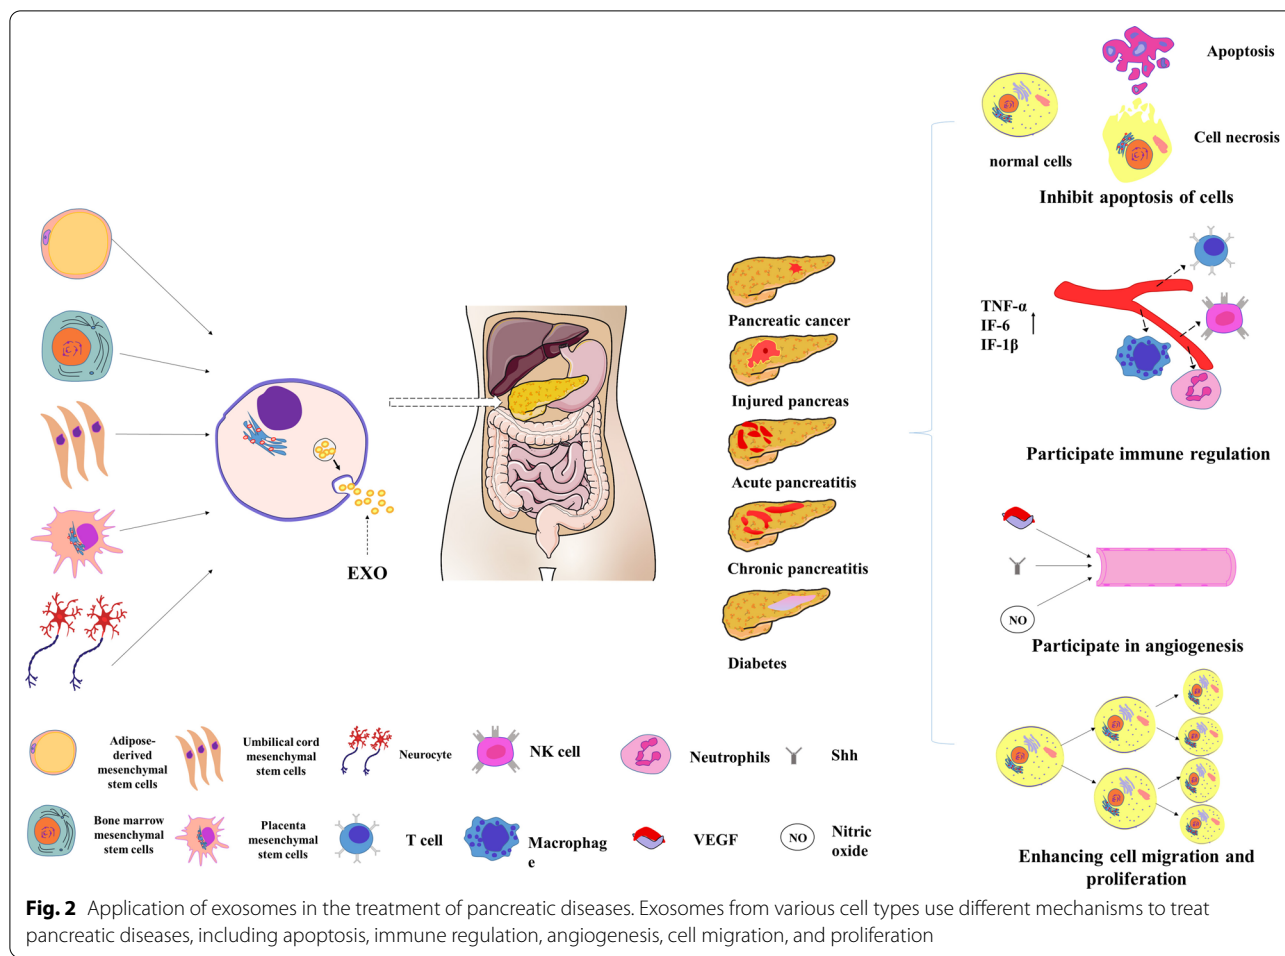 Apoptosis
Cell necrosis
normal cells
Inhibit apoptosis of cells
TNF-α
IF-6
IF-1β
Participate immune regulation
NO
Participate in angiogenesis
Enhancing cell migration and
proliferation
EXO
Pancreatic cancer
Injured pancreas
Acute pancreatitis
Chronic pancreatitis
Diabetes
Adipose-
derived
mesenchymal
stem cells
Umbilical cord
mesenchymal
stem cells
Neurocyte
NK cell
Neutrophils
Shh
Bone marrow
mesenchymal
stem cells
Placenta
mesenchymal
stem cells
T cell
Macrophag
e
VEGF
NO
Nitric
oxide
Fig. 2 Application of exosomes in the treatment of pancreatic diseases. Exosomes from various cell types use different mechanisms to treat
pancreatic diseases, including apoptosis, immune regulation, angiogenesis, cell migration, and proliferation